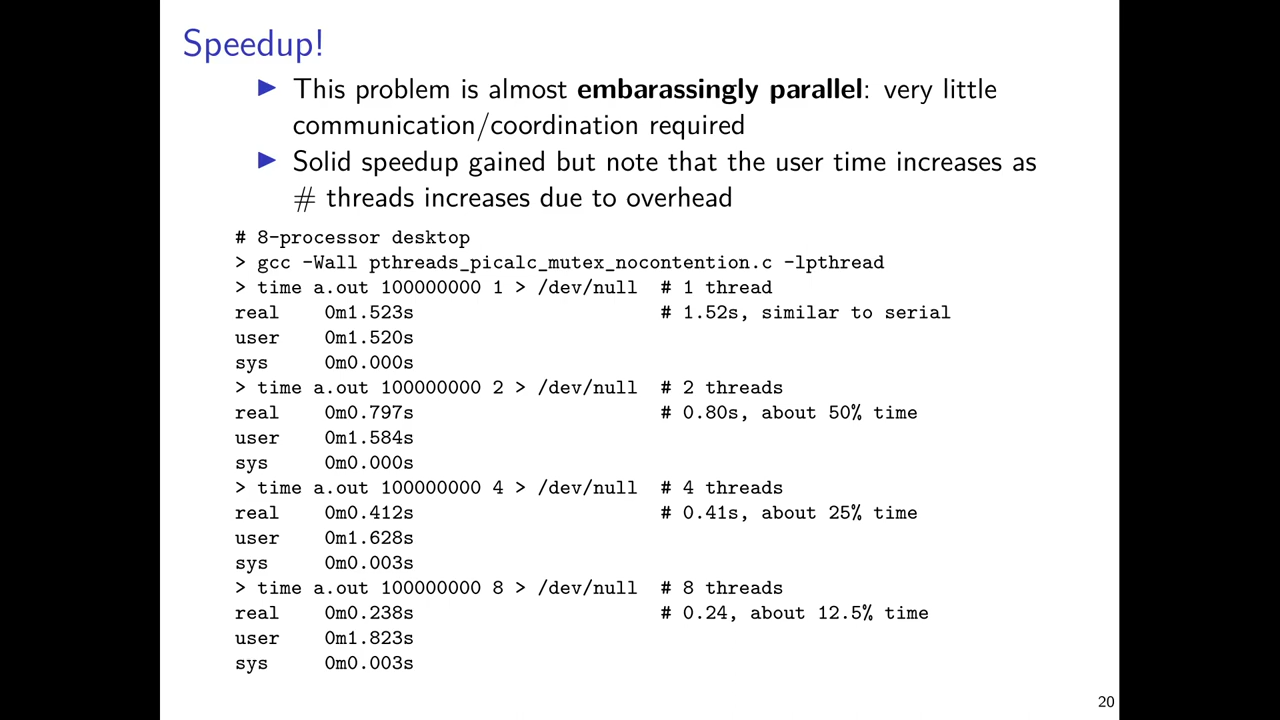 Speedup!
▶ This problem is almost embarassingly parallel: very little
communication/coordination required
▶ Solid speedup gained but note that the user time increases as
# threads increases due to overhead
# 8-processor desktop
> gcc -Wall pthreads_picalc_mutex_nocontention.c -lpthread
> time a.out 100000000 1 > /dev/null # 1 thread
real 0m1.523s # 1.52s, similar to serial
user 0m1.520s
sys 0m0.000s
> time a.out 100000000 2 > /dev/null # 2 threads
real 0m0.797s # 0.80s, about 50% time
user 0m1.584s
sys 0m0.000s
> time a.out 100000000 4 > /dev/null # 4 threads
real 0m0.412s # 0.41s, about 25% time
user 0m1.628s
sys 0m0.003s
> time a.out 100000000 8 > /dev/null # 8 threads
real 0m0.238s # 0.24, about 12.5% time
user 0m1.823s
sys 0m0.003s
20